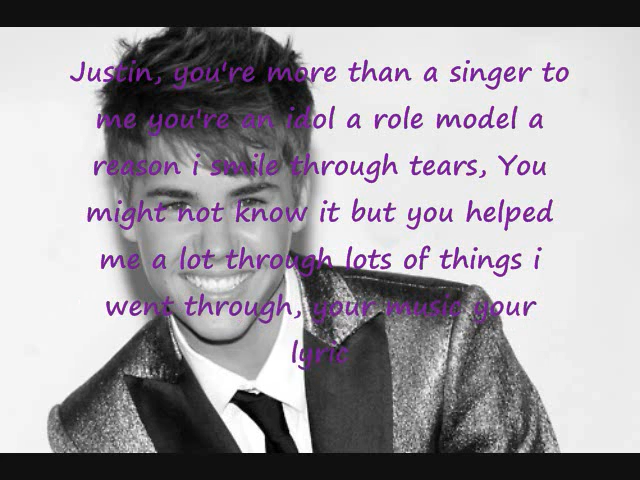 Justin, you're more than a singer to
me you're an idol a role model a
reason i smile through tears, You
might not know it but you helped
me a lot through lots of things i
went through, your music your
lyric